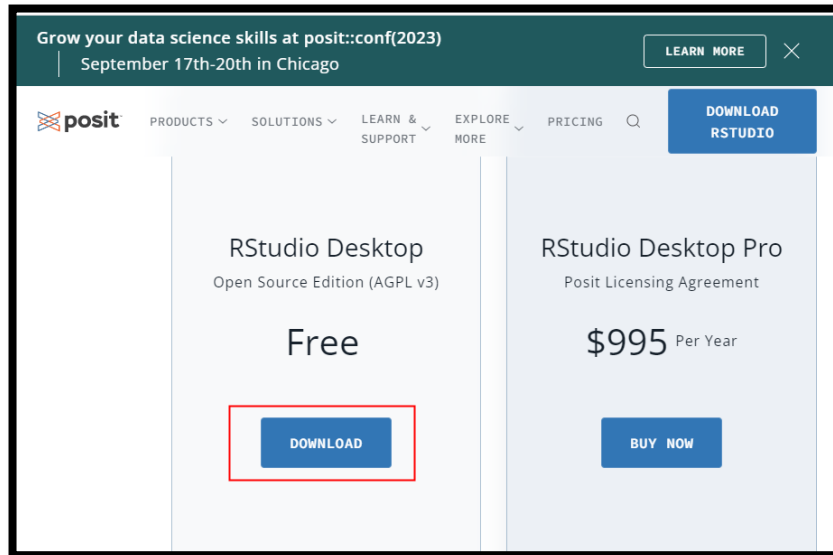 Grow your data science skills at posit::conf(2023)
September 17th-20th in Chicago
LEARN MORE
posit
PRODUCTS
SOLUTIONS
LEARN &
SUPPORT
EXPLORE
MORE
PRICING
DOWNLOAD
RSTUDIO
RStudio Desktop
Open Source Edition (AGPL v3)
Free
DOWNLOAD
RStudio Desktop Pro
Posit Licensing Agreement
$995 Per Year
BUY NOW